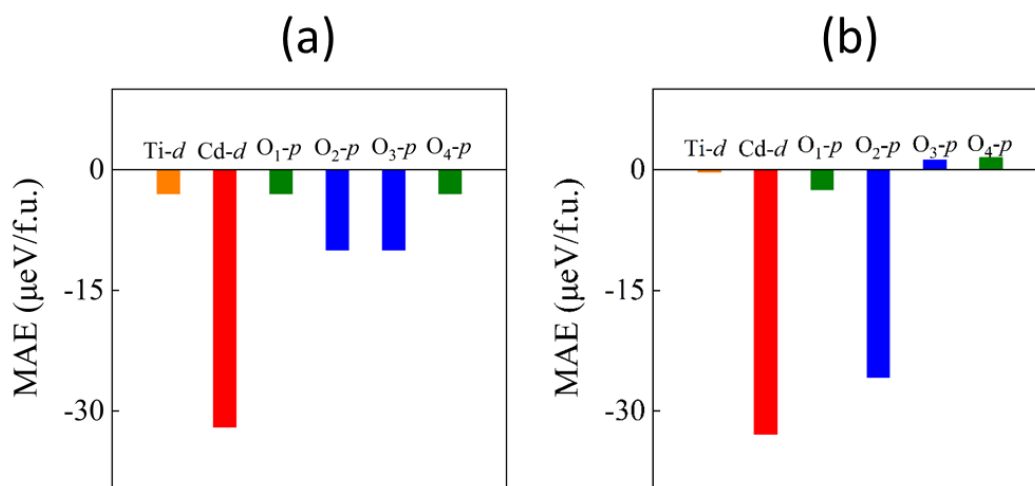 (a)
Ti-d Cd-d O₁-p O₂-p O₃-p O₄-p
0
-15
-30
MAE (µeV/f.u.)
(b)
Ti-d Cd-d O₁-p O₂-p O₃-p O₄-p
0
-15
-30
MAE (µeV/f.u.)